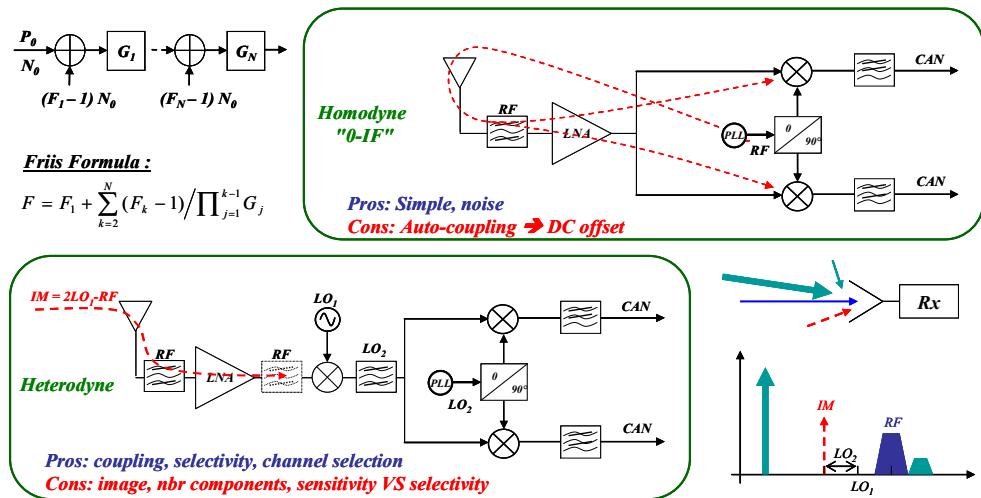 P0
N0
G1
GN
(F1 – 1) N0
(FN – 1) N0
Friis Formula :
F = F1 + ∑ N k=2 (Fk − 1) / ∏ k−1 j=1 Gj
Homodyne
"0-IF"
RF
LNA
PLL
RF
0
90°
CAN
CAN
Pros: Simple, noise
Cons: Auto-coupling ➔ DC offset
IM = 2LO1-RF
Heterodyne
RF
LNA
RF
LO1
LO2
PLL
LO2
0
90°
CAN
CAN
Pros: coupling, selectivity, channel selection
Cons: image, nbr components, sensitivity VS selectivity
Rx
IM
RF
LO2
LO1